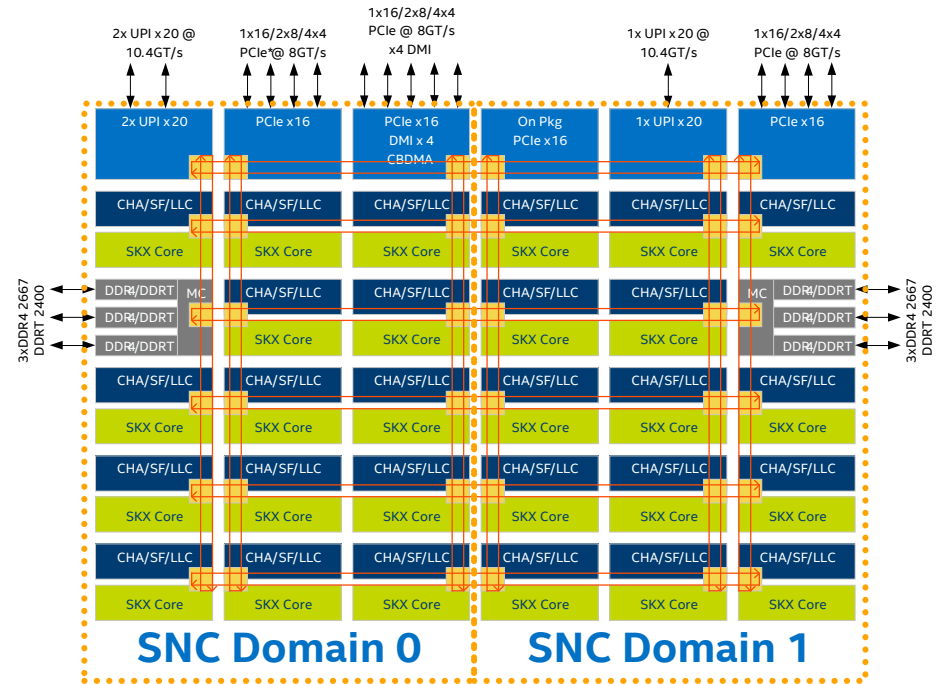 2x UPI x20 @
10.4GT/s
1x16/2x8/4x4
PCIe*@ 8GT/s
1x16/2x8/4x4
PCIe @ 8GT/s
x4 DMI
1x UPI x20 @
10.4GT/s
1x16/2x8/4x4
PCIe @ 8GT/s
2x UPI x20
PCIe x16
PCIe x16
DMI x 4
CBDMA
On Pkg
PCIe x16
1x UPI x20
PCIe x16
CHA/SF/LLC
CHA/SF/LLC
CHA/SF/LLC
CHA/SF/LLC
CHA/SF/LLC
CHA/SF/LLC
SKX Core
SKX Core
SKX Core
SKX Core
SKX Core
SKX Core
3xDDR4 2667
DDRT 2400
DDR4/DDRT
DDR4/DDRT
DDR4/DDRT
MC
CHA/SF/LLC
CHA/SF/LLC
CHA/SF/LLC
CHA/SF/LLC
SKX Core
SKX Core
SKX Core
SKX Core
MC
DDR4/DDRT
DDR4/DDRT
DDR4/DDRT
3xDDR4 2667
DDRT 2400
CHA/SF/LLC
CHA/SF/LLC
CHA/SF/LLC
CHA/SF/LLC
CHA/SF/LLC
CHA/SF/LLC
SKX Core
SKX Core
SKX Core
SKX Core
SKX Core
SKX Core
CHA/SF/LLC
CHA/SF/LLC
CHA/SF/LLC
CHA/SF/LLC
CHA/SF/LLC
CHA/SF/LLC
SKX Core
SKX Core
SKX Core
SKX Core
SKX Core
SKX Core
CHA/SF/LLC
CHA/SF/LLC
CHA/SF/LLC
CHA/SF/LLC
CHA/SF/LLC
CHA/SF/LLC
SKX Core
SKX Core
SKX Core
SKX Core
SKX Core
SKX Core
SNC Domain 0
SNC Domain 1